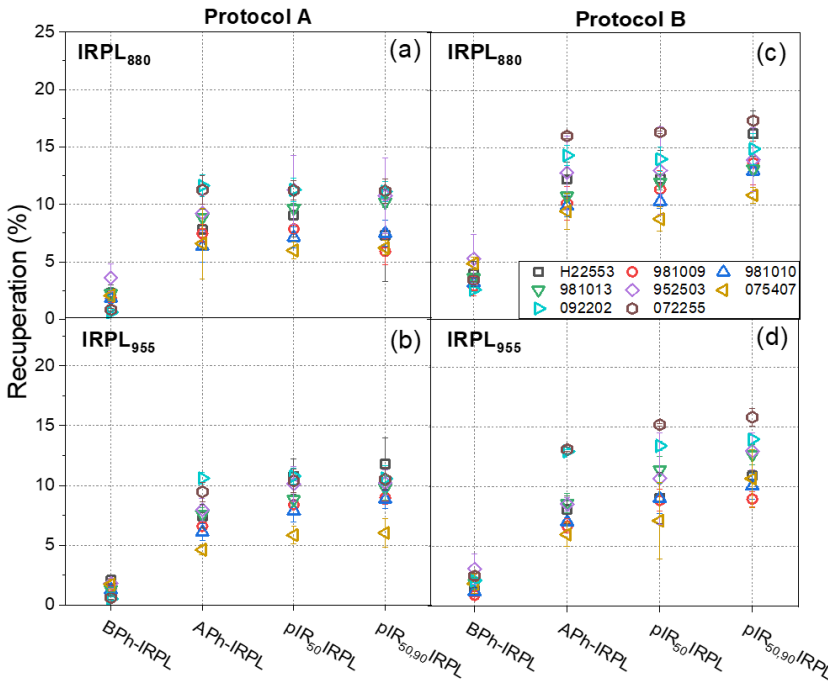 Protocol A
Protocol B
Recuperation (%)
25
20
15
10
5
0
IRPL880
(a)
IRPL880
(c)
H22553 981009 981010
981013 952503 075407
092202 072255
20
15
10
5
0
IRPL955
(b)
IRPL955
(d)
BPh-IRPL
APh-IRPL
pIR50IRPL
pIR50,90IRPL
BPh-IRPL
APh-IRPL
pIR50IRPL
pIR50,90IRPL